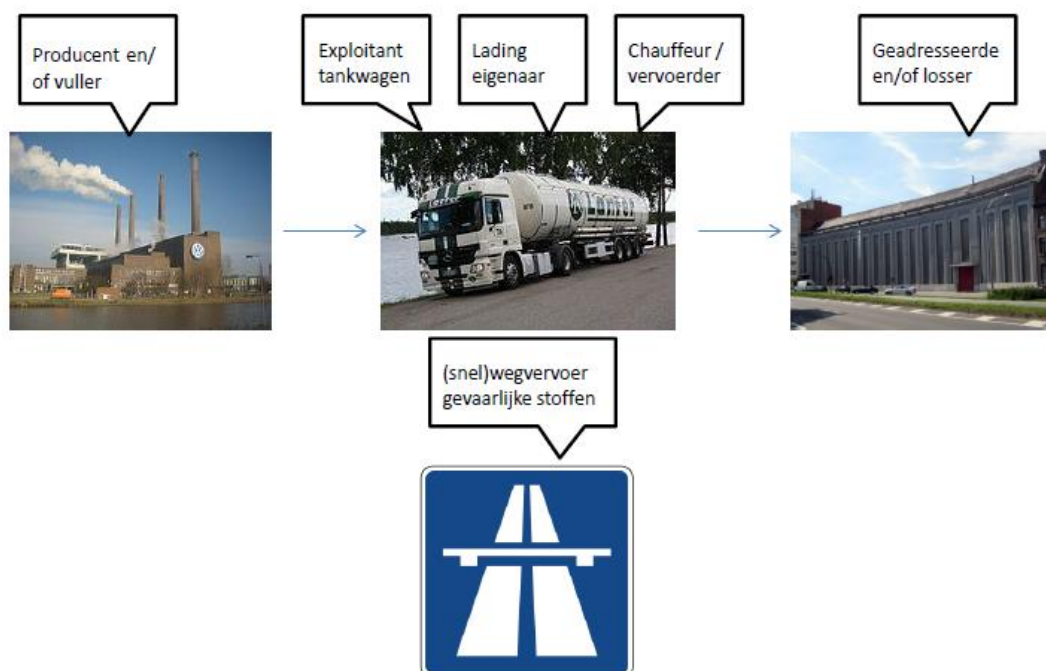 Producent en/
of vuller
Exploitant
tankwagen
Lading
eigenaar
Chauffeur /
vervoerder
Geadresseerde
en/of losser
(snel)wegvervoer
gevaarlijke stoffen